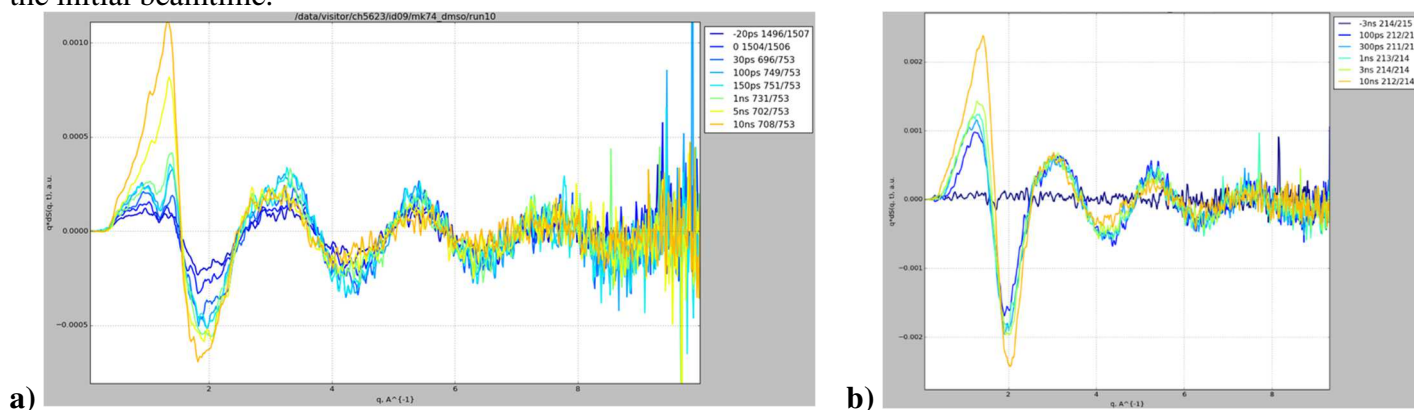 the initial beamtime.
/data/visitor/ch5623/id09/mk74_dmso/run10
-20ps 1496/1507
0 1504/1506
30ps 696/753
100ps 749/753
150ps 751/753
1ns 731/753
5ns 702/753
10ns 708/753
0.0010
0.0005
0.0000
−0.0005
q*dS(q, t), a.u.
2
4
6
8
q, A^{-1}
a)
-3ns 214/215
100ps 212/21
300ps 211/21
1ns 213/214
3ns 214/214
10ns 212/214
0.002
0.001
0.000
−0.001
−0.002
q*dS(q, t), a.u.
2
4
6
8
q, A^{-1}
b)